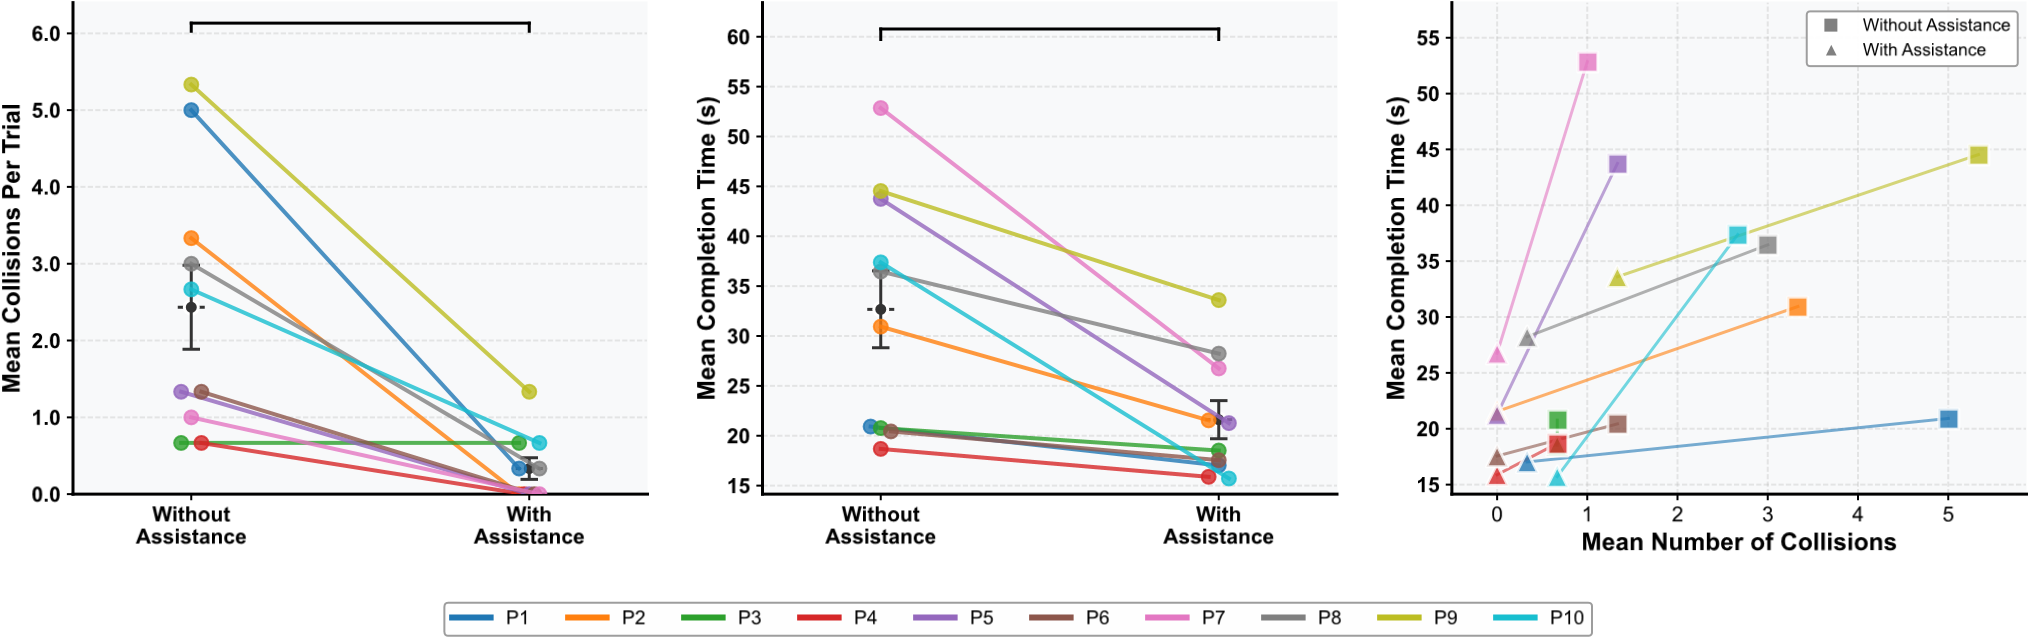 Mean Collisions Per Trial
6.0
5.0
4.0
3.0
2.0
1.0
0.0
Without
Assistance
With
Assistance
Mean Completion Time (s)
60
55
50
45
40
35
30
25
20
15
Without
Assistance
With
Assistance
Mean Completion Time (s)
55
50
45
40
35
30
25
20
15
0
1
2
3
4
5
Mean Number of Collisions
Without Assistance
With Assistance
P1
P2
P3
P4
P5
P6
P7
P8
P9
P10